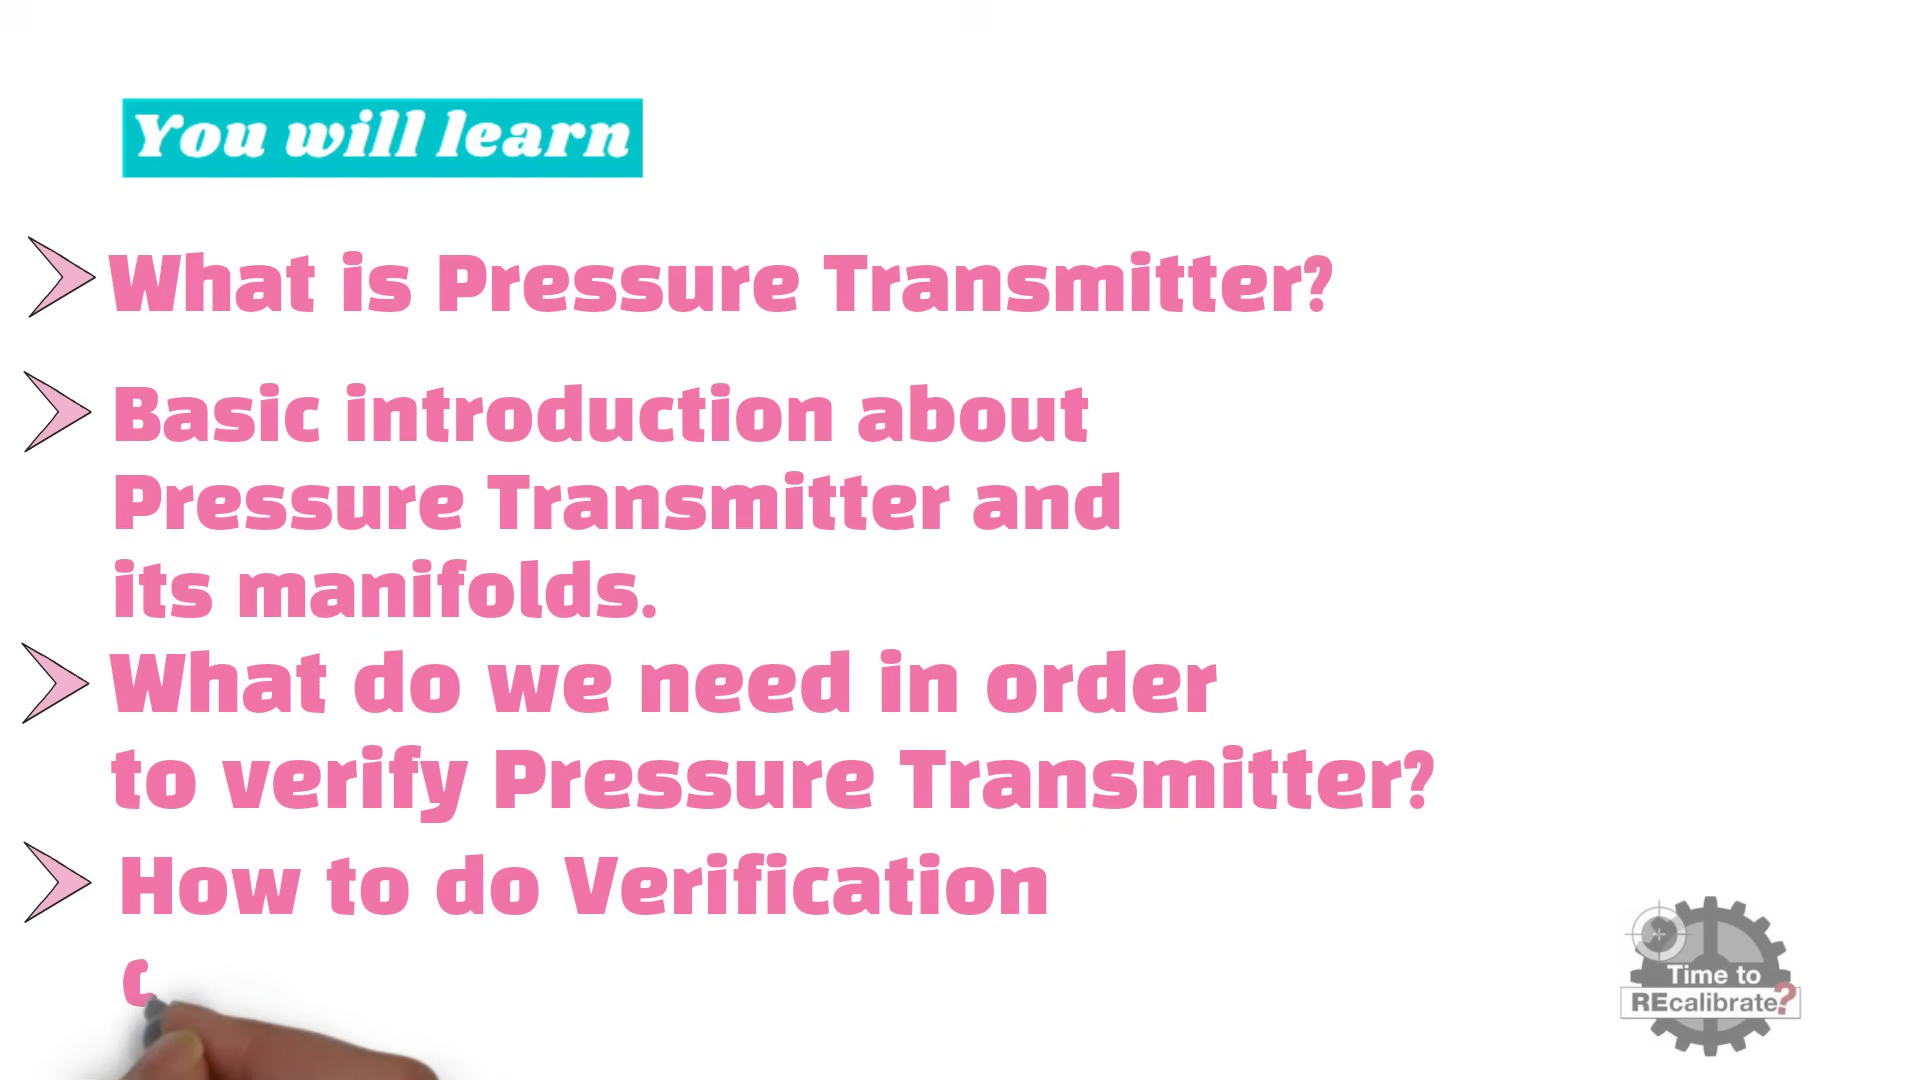 You will learn
What is Pressure Transmitter?
Basic introduction about
Pressure Transmitter and
its manifolds.
What do we need in order
to verify Pressure Transmitter?
How to do Verification
Time to
REcalibrate?